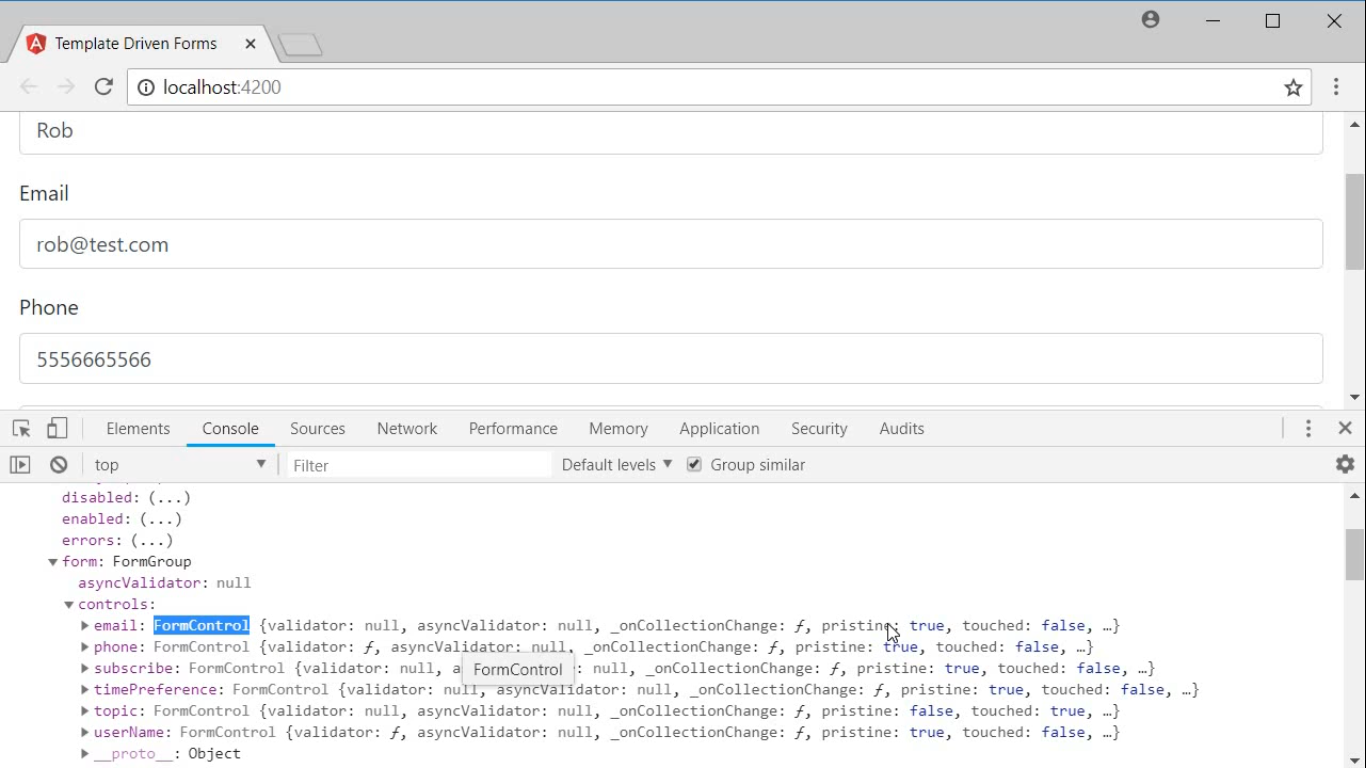 Template Driven Forms
localhost:4200
Rob
Email
rob@test.com
Phone
5556665566
Elements Console Sources Network Performance Memory Application Security Audits
top Filter Default levels Group similar
disabled: (...)
enabled: (...)
errors: (...)
form: FormGroup
asyncValidator: null
controls:
email: FormControl {validator: null, asyncValidator: null, _onCollectionChange: ƒ, pristine: true, touched: false, …}
phone: FormControl {validator: ƒ, asyncValidator: null, _onCollectionChange: ƒ, pristine: true, touched: false, …}
subscribe: FormControl {validator: null, a : null, _onCollectionChange: ƒ, pristine: true, touched: false, …}
FormControl
timePreference: FormControl {validator: null, asyncValidator: null, _onCollectionChange: ƒ, pristine: true, touched: false, …}
topic: FormControl {validator: null, asyncValidator: null, _onCollectionChange: ƒ, pristine: false, touched: true, …}
userName: FormControl {validator: ƒ, asyncValidator: null, _onCollectionChange: ƒ, pristine: true, touched: false, …}
__proto__: Object